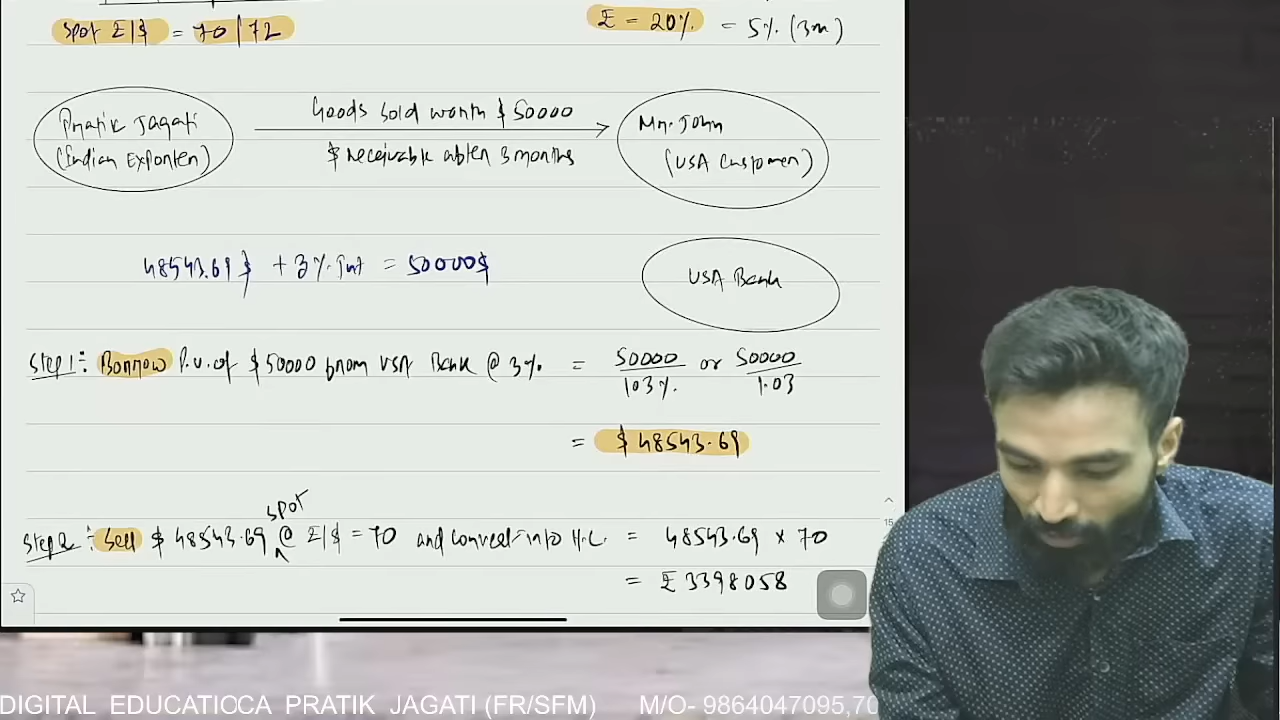 spot ₹/$ = 70/72
₹ = 20% = 5% (3m)
Pratik Jagati
(Indian Exporter)
Goods sold worth $50000
$ receivable after 3 months
Mr. John
(USA Customer)
48543.69 $ + 3% Int = 50000$
USA Bank
Step 1: Borrow P.v. of $50000 from USA Bank @ 3% = 50000/103% or 50000/1.03
= $48543.69
spot
Step 2: Sell $ 48543.69 @ ₹/$ = 70 and convert into H.C. = 48543.69 × 70
= ₹ 3398058
15
DIGITAL EDUCATIOCA PRATIK JAGATI (FR/SFM) M/O- 9864047095,70